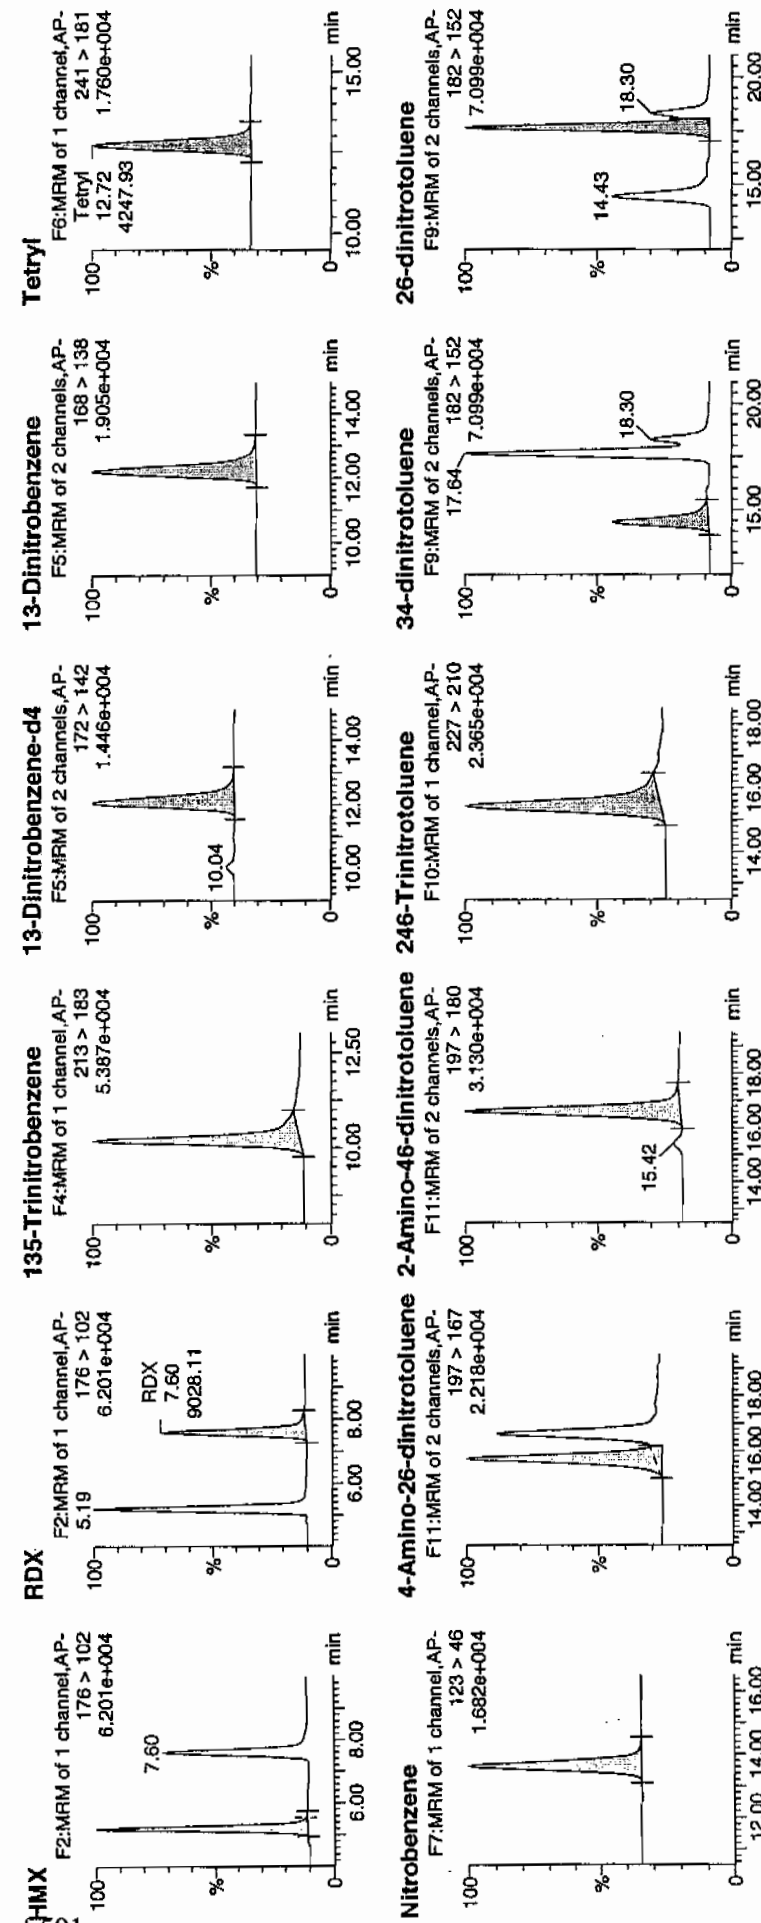 HMX
F2:MRM of 1 channel,AP-
176 > 102
6.201e+004
100
7.60
%
0
6.00
8.00
min
RDX
F2:MRM of 1 channel,AP-
5.19
176 > 102
6.201e+004
100
RDX
7.60
9028.11
%
0
6.00
8.00
min
135-Trinitrobenzene
F4:MRM of 1 channel,AP-
213 > 183
5.387e+004
100
%
0
10.00
12.50
min
13-Dinitrobenzene-d4
F5:MRM of 2 channels,AP-
172 > 142
1.446e+004
100
10.04
%
0
10.00
12.00
14.00
min
13-Dinitrobenzene
F5:MRM of 2 channels,AP-
168 > 138
1.905e+004
100
%
0
10.00
12.00
14.00
min
Tetryl
F6:MRM of 1 channel,AP-
Tetryl
241 > 181
12.72
1.760e+004
4247.93
100
%
0
10.00
15.00
min
Nitrobenzene
F7:MRM of 1 channel,AP-
123 > 46
1.682e+004
100
%
0
12.00
14.00
16.00
min
4-Amino-26-dinitrotoluene
F11:MRM of 2 channels,AP-
197 > 167
2.218e+004
100
%
0
14.00
16.00
18.00
min
2-Amino-46-dinitrotoluene
F11:MRM of 2 channels,AP-
197 > 180
3.130e+004
100
15.42
%
0
14.00
16.00
18.00
min
246-Trinitrotoluene
F10:MRM of 1 channel,AP-
227 > 210
2.365e+004
100
%
0
14.00
16.00
18.00
min
34-dinitrotoluene
F9:MRM of 2 channels,AP-
182 > 152
7.099e+004
100
17.64
18.30
%
0
15.00
20.00
min
26-dinitrotoluene
F9:MRM of 2 channels,AP-
182 > 152
7.099e+004
100
14.43
18.30
%
0
15.00
20.00
min